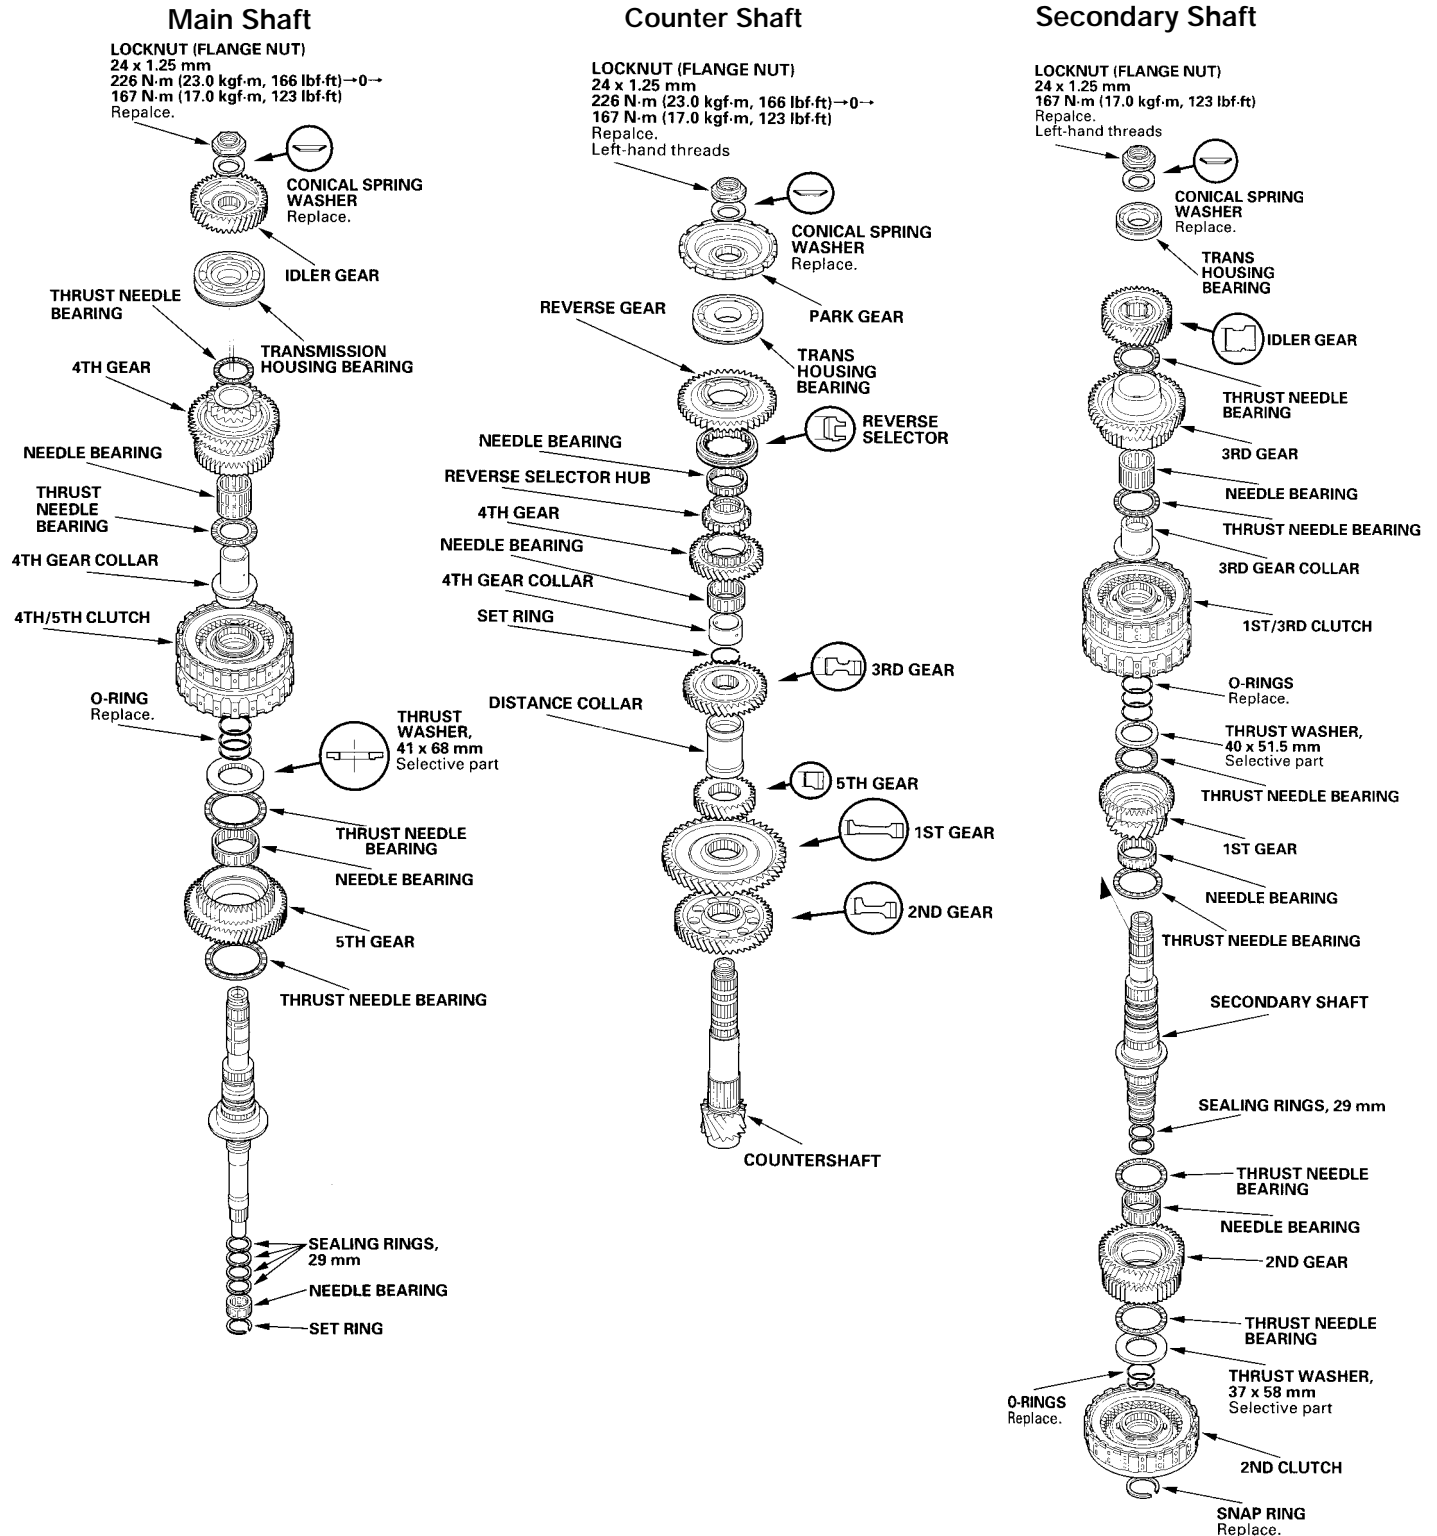 Main Shaft
LOCKNUT (FLANGE NUT)
24 x 1.25 mm
226 N·m (23.0 kgf·m, 166 lbf·ft)→0→
167 N·m (17.0 kgf·m, 123 lbf·ft)
Repalce.
CONICAL SPRING
WASHER
Replace.
IDLER GEAR
THRUST NEEDLE
BEARING
TRANSMISSION
HOUSING BEARING
4TH GEAR
NEEDLE BEARING
THRUST
NEEDLE
BEARING
4TH GEAR COLLAR
4TH/5TH CLUTCH
O-RING
Replace.
THRUST
WASHER,
41 x 68 mm
Selective part
THRUST NEEDLE
BEARING
NEEDLE BEARING
5TH GEAR
THRUST NEEDLE BEARING
SEALING RINGS,
29 mm
NEEDLE BEARING
SET RING
Counter Shaft
LOCKNUT (FLANGE NUT)
24 x 1.25 mm
226 N·m (23.0 kgf·m, 166 lbf·ft)→0→
167 N·m (17.0 kgf·m, 123 lbf·ft)
Repalce.
Left-hand threads
CONICAL SPRING
WASHER
Replace.
PARK GEAR
REVERSE GEAR
TRANS
HOUSING
BEARING
REVERSE
SELECTOR
NEEDLE BEARING
REVERSE SELECTOR HUB
4TH GEAR
NEEDLE BEARING
4TH GEAR COLLAR
SET RING
3RD GEAR
DISTANCE COLLAR
5TH GEAR
1ST GEAR
2ND GEAR
COUNTERSHAFT
Secondary Shaft
LOCKNUT (FLANGE NUT)
24 x 1.25 mm
167 N·m (17.0 kgf·m, 123 lbf·ft)
Repalce.
Left-hand threads
CONICAL SPRING
WASHER
Replace.
TRANS
HOUSING
BEARING
IDLER GEAR
THRUST NEEDLE
BEARING
3RD GEAR
NEEDLE BEARING
THRUST NEEDLE BEARING
3RD GEAR COLLAR
1ST/3RD CLUTCH
O-RINGS
Replace.
THRUST WASHER,
40 x 51.5 mm
Selective part
THRUST NEEDLE BEARING
1ST GEAR
NEEDLE BEARING
THRUST NEEDLE BEARING
SECONDARY SHAFT
SEALING RINGS, 29 mm
THRUST NEEDLE
BEARING
NEEDLE BEARING
2ND GEAR
THRUST NEEDLE
BEARING
THRUST WASHER,
37 x 58 mm
Selective part
O-RINGS
Replace.
2ND CLUTCH
SNAP RING
Replace.